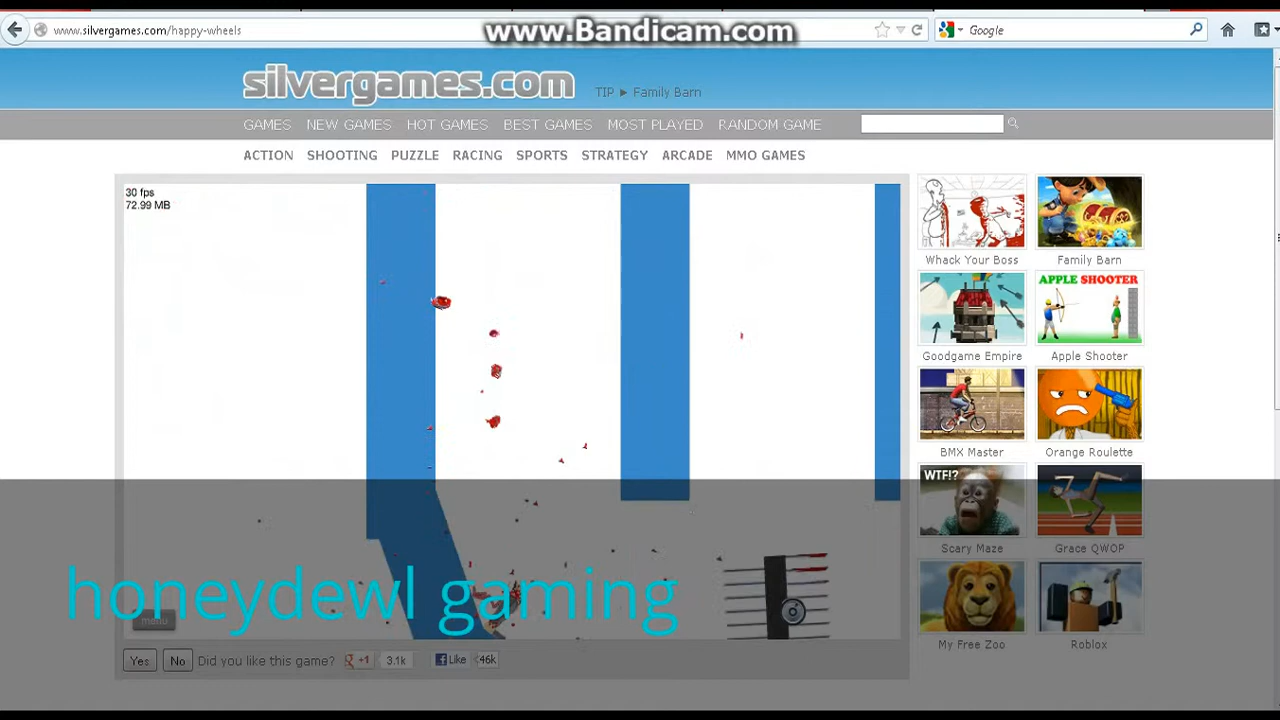 www.Bandicam.com
www.silvergames.com/happy-wheels
Google
silvergames.com
TIP ► Family Barn
GAMES NEW GAMES HOT GAMES BEST GAMES MOST PLAYED RANDOM GAME
ACTION SHOOTING PUZZLE RACING SPORTS STRATEGY ARCADE MMO GAMES
30 fps
72.99 MB
Whack Your Boss
Family Barn
APPLE SHOOTER
Goodgame Empire
Apple Shooter
BMX Master
Orange Roulette
WTF!?
Scary Maze
Grace QWOP
honeydewl gaming
menu
My Free Zoo
Roblox
Yes No Did you like this game? +1 3.1k Like 46k